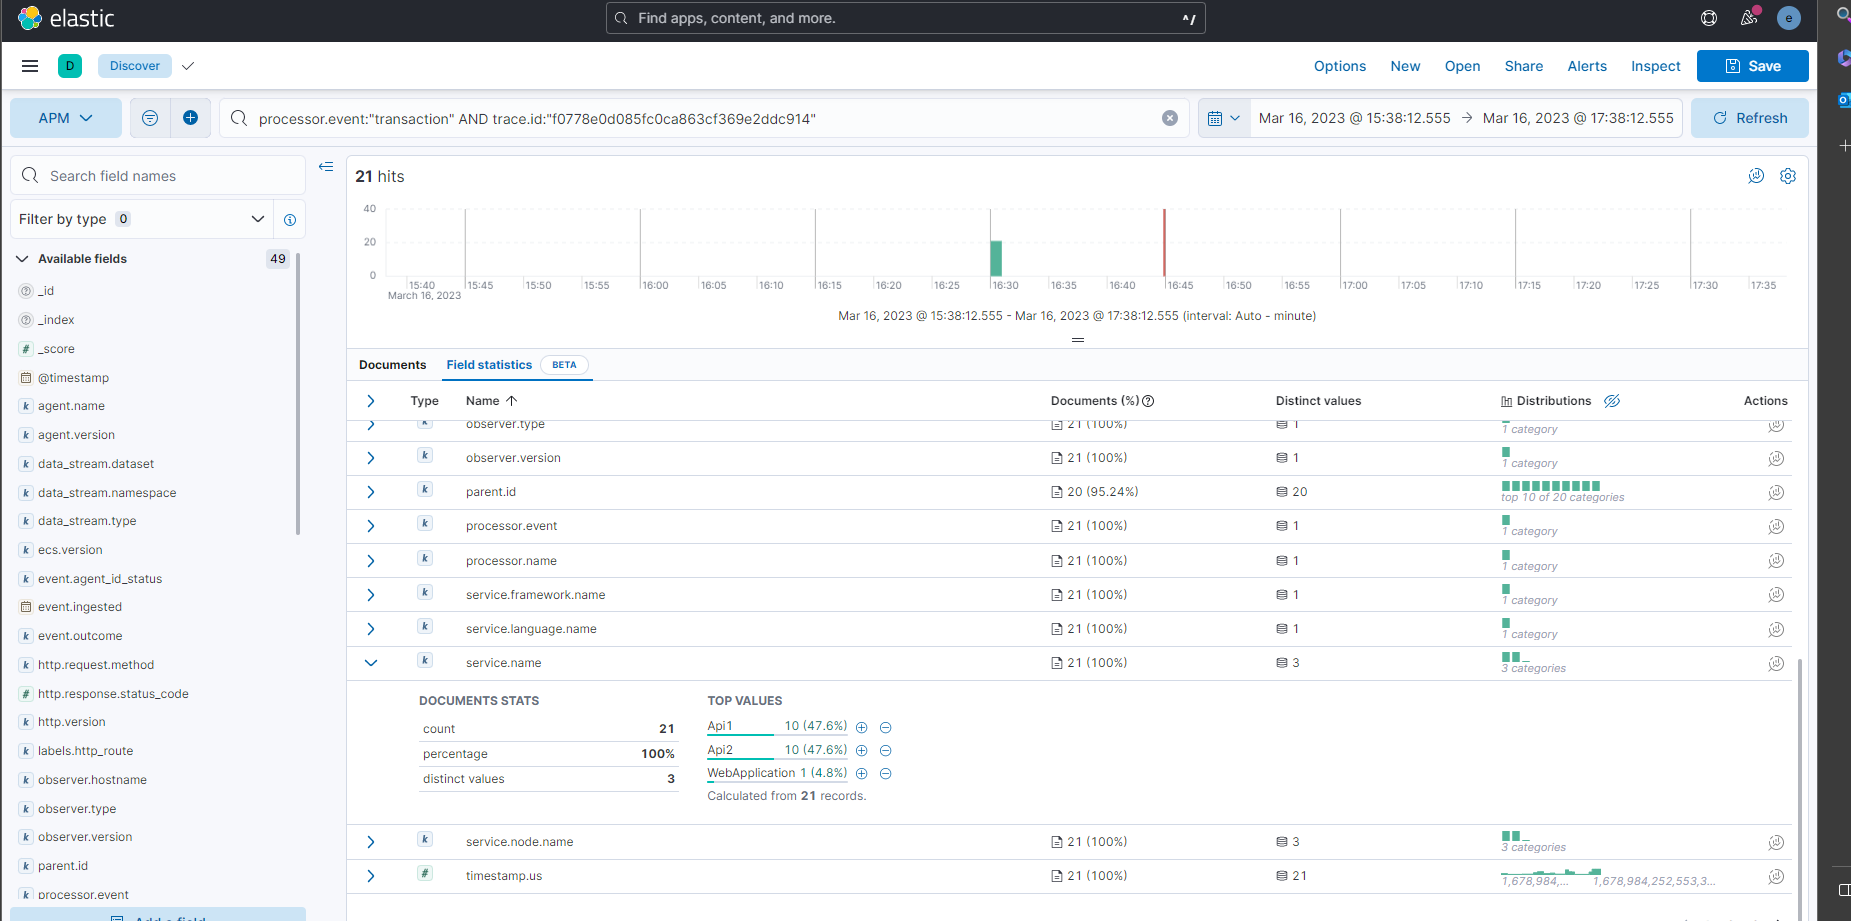 elastic
Find apps, content, and more.
^/
e
D
Discover
Options
New
Open
Share
Alerts
Inspect
Save
APM
processor.event:"transaction" AND trace.id:"f0778e0d085fc0ca863cf369e2ddc914"
Mar 16, 2023 @ 15:38:12.555 → Mar 16, 2023 @ 17:38:12.555
Refresh
Search field names
Filter by type 0
Available fields 49
_id
_index
# _score
@timestamp
k agent.name
k agent.version
k data_stream.dataset
k data_stream.namespace
k data_stream.type
k ecs.version
k event.agent_id_status
event.ingested
k event.outcome
k http.request.method
# http.response.status_code
k http.version
k labels.http_route
k observer.hostname
k observer.type
k observer.version
k parent.id
k processor.event
Add a field
21 hits
40
20
0
15:40 15:45 15:50 15:55 16:00 16:05 16:10 16:15 16:20 16:25 16:30 16:35 16:40 16:45 16:50 16:55 17:00 17:05 17:10 17:15 17:20 17:25 17:30 17:35
March 16, 2023
Mar 16, 2023 @ 15:38:12.555 - Mar 16, 2023 @ 17:38:12.555 (interval: Auto - minute)
Documents Field statistics BETA
Type Name ↑ Documents (%) Distinct values Distributions Actions
k observer.type 21 (100%) 1 1 category
k observer.version 21 (100%) 1 1 category
k parent.id 20 (95.24%) 20 top 10 of 20 categories
k processor.event 21 (100%) 1 1 category
k processor.name 21 (100%) 1 1 category
k service.framework.name 21 (100%) 1 1 category
k service.language.name 21 (100%) 1 1 category
k service.name 21 (100%) 3 3 categories
DOCUMENTS STATS
count 21
percentage 100%
distinct values 3
TOP VALUES
Api1 10 (47.6%)
Api2 10 (47.6%)
WebApplication 1 (4.8%)
Calculated from 21 records.
k service.node.name 21 (100%) 3 3 categories
# timestamp.us 21 (100%) 21 1,678,984,... 1,678,984,252,553,3...